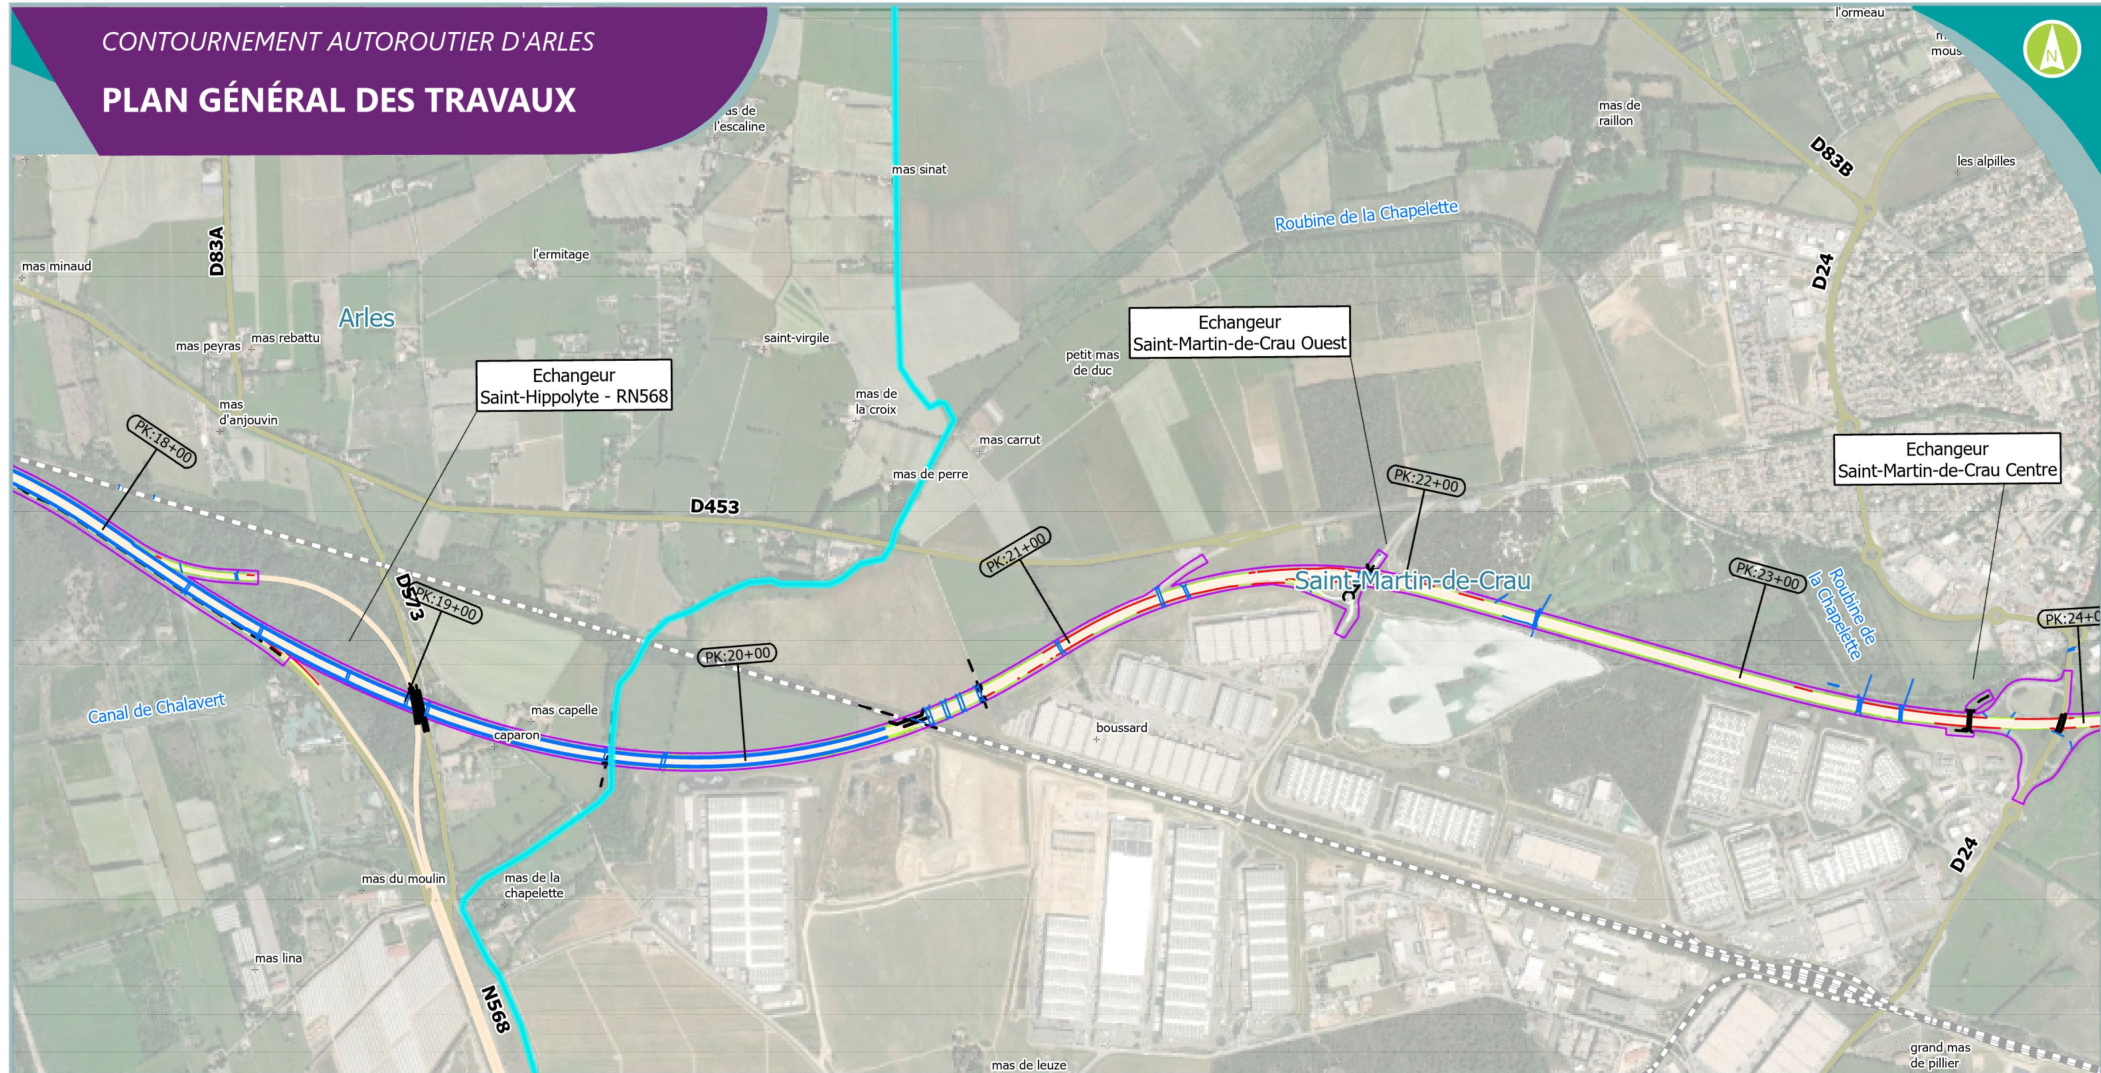 CONTOURNEMENT AUTOROUTIER D'ARLES
PLAN GÉNÉRAL DES TRAVAUX
l'ormeau
mous
N
l'escaline
mas de
raillon
D83B
les alpilles
mas sinat
Roubine de la Chapelette
D83A
mas minaud
l'ermitage
D24
Arles
mas peyras
mas rebattu
saint-virgile
Echangeur
Saint-Martin-de-Crau Ouest
petit mas
de duc
Echangeur
Saint-Hippolyte - RN568
mas
d'anjouvin
mas de
la croix
mas carrut
mas de perre
Echangeur
Saint-Martin-de-Crau Centre
PK:18+00
PK:22+00
D453
PK:21+00
D573
PK:19+00
Saint-Martin-de-Crau
PK:23+00
Roubine de
la Chapelette
PK:24+0
PK:20+00
Canal de Chalavert
mas capelle
caparon
boussard
mas du moulin
mas de la
chapelette
D24
mas lina
N568
mas de leuze
grand mas
de pillier